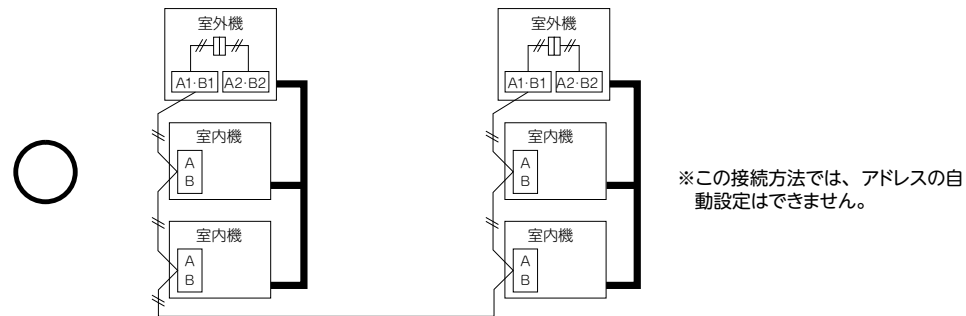 室外機
A1·B1 A2·B2
室内機
A
B
室内機
A
B
室外機
A1·B1 A2·B2
室内機
A
B
室内機
A
B
※この接続方法では、アドレスの自
動設定はできません。